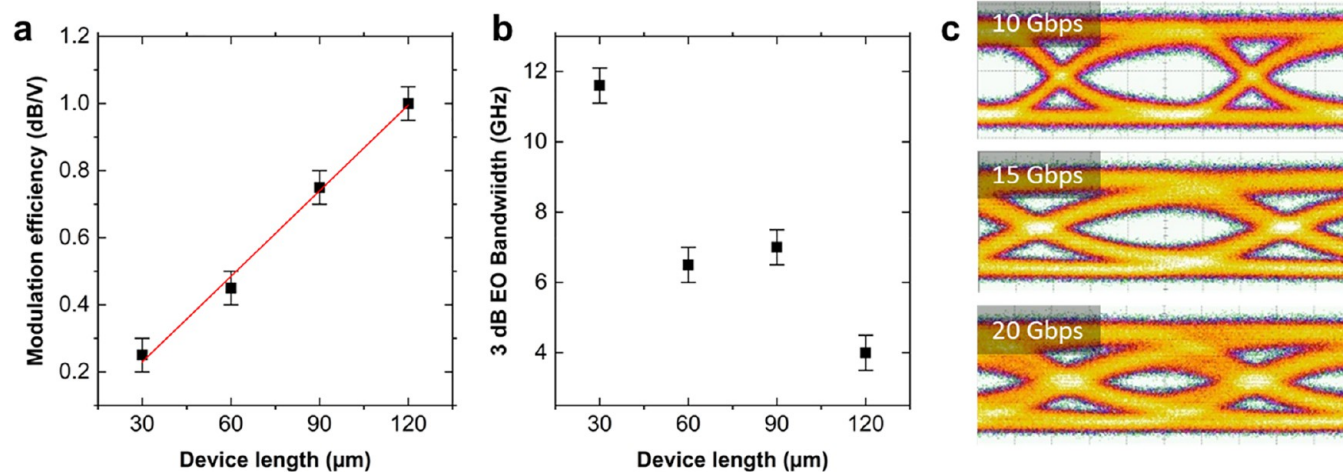 a
1.2
1.0
0.8
0.6
0.4
0.2
Modulation efficiency (dB/V)
30 60 90 120
Device length (µm)
b
12
10
8
6
4
3 dB EO Bandwiidth (GHz)
30 60 90 120
Device length (µm)
c
10 Gbps
15 Gbps
20 Gbps